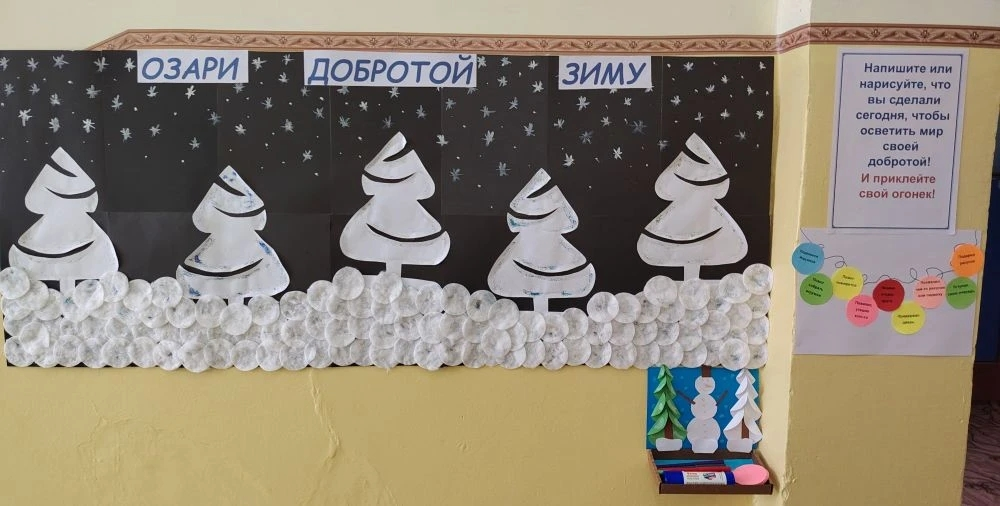 ОЗАРИ ДОБРОТОЙ ЗИМУ
Напишите или
нарисуйте, что
вы сделали
сегодня, чтобы
осветить мир
своей
добротой!
И приклейте
свой огонек!